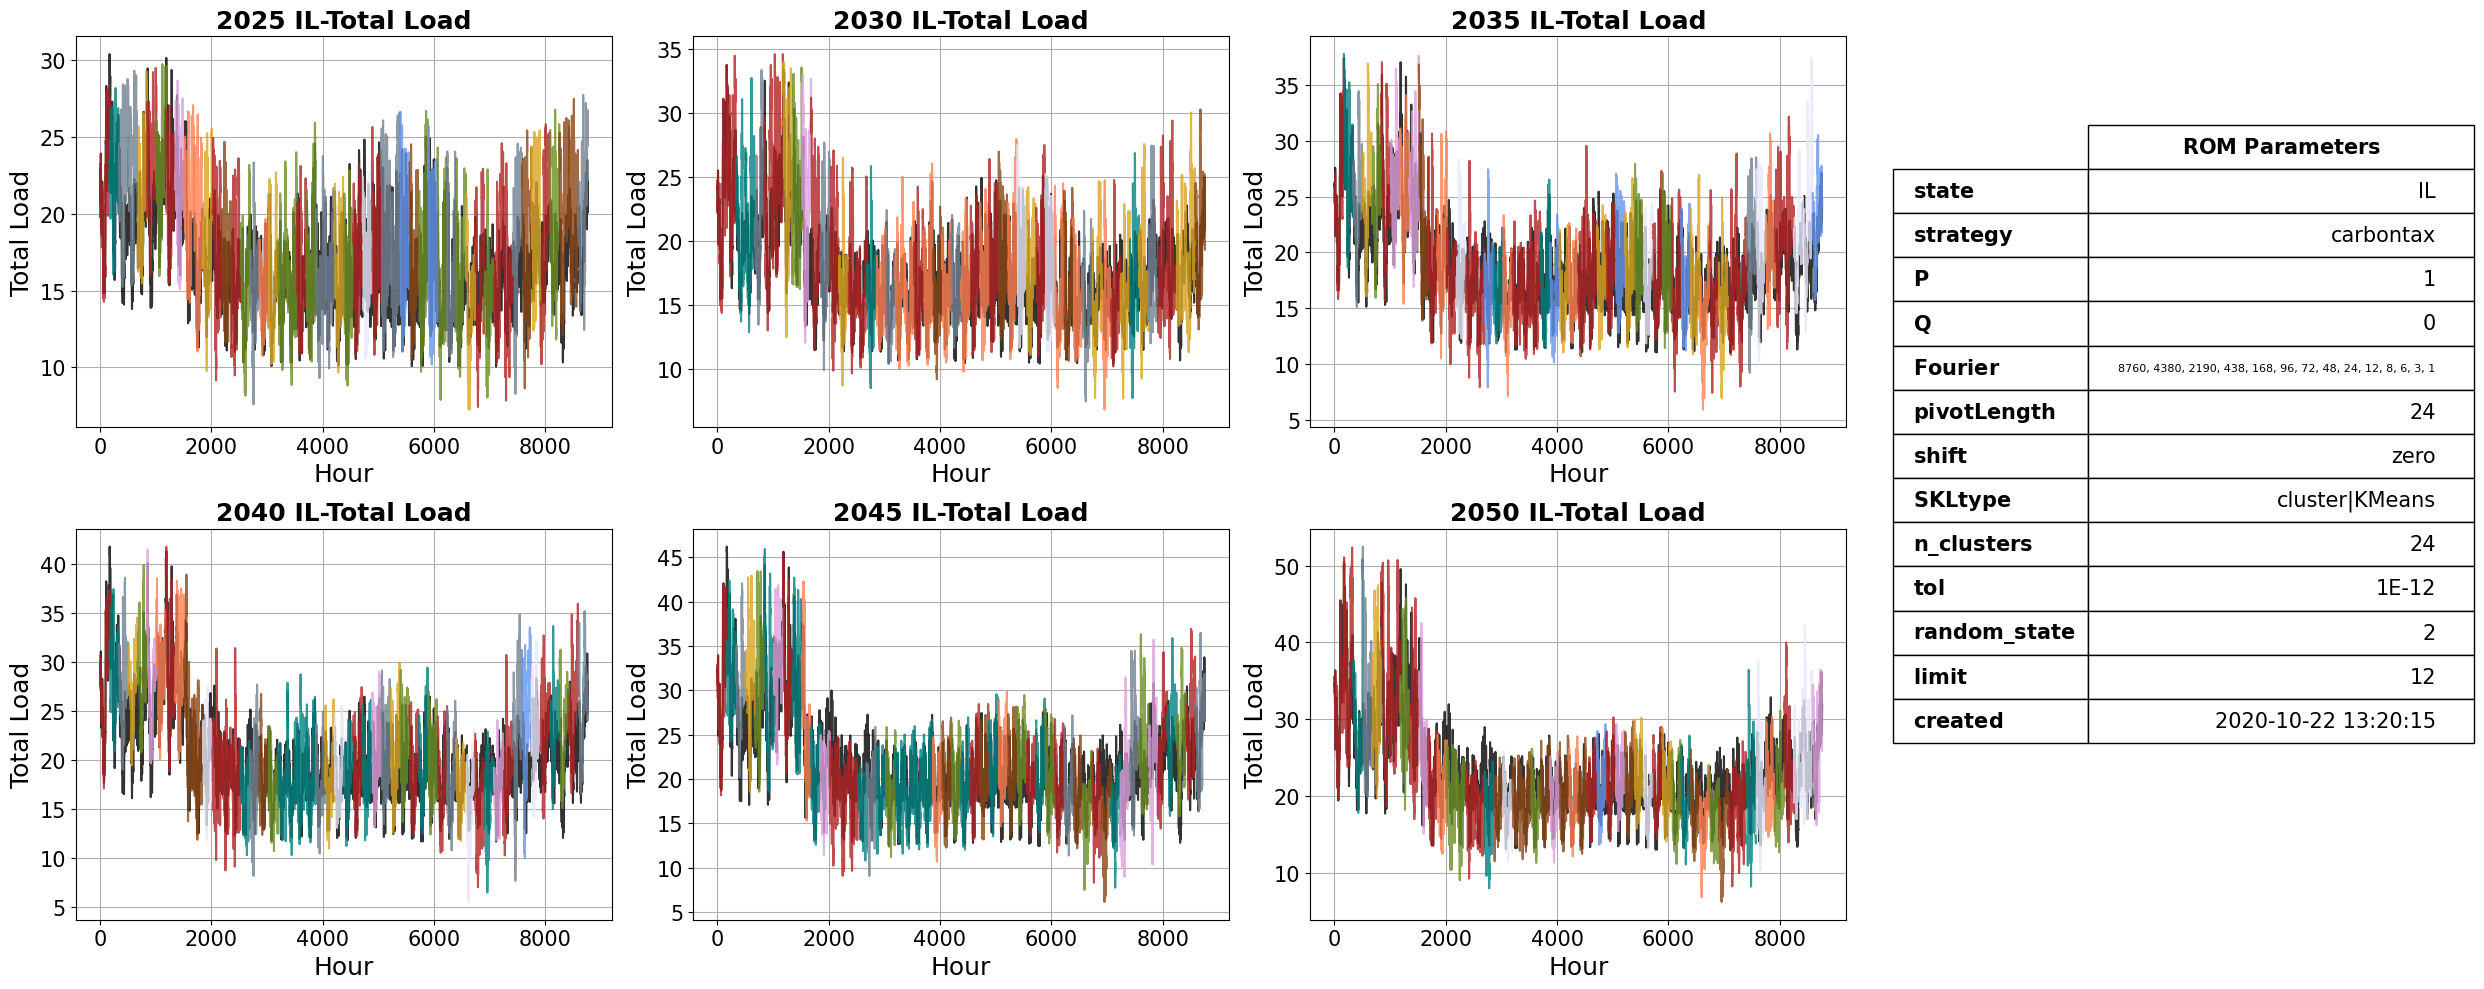 2025 IL-Total Load
Total Load
30
25
20
15
10
0 2000 4000 6000 8000
Hour
2030 IL-Total Load
Total Load
35
30
25
20
15
10
0 2000 4000 6000 8000
Hour
2035 IL-Total Load
Total Load
35
30
25
20
15
10
5
0 2000 4000 6000 8000
Hour
2040 IL-Total Load
Total Load
40
35
30
25
20
15
10
5
0 2000 4000 6000 8000
Hour
2045 IL-Total Load
Total Load
45
40
35
30
25
20
15
10
5
0 2000 4000 6000 8000
Hour
2050 IL-Total Load
Total Load
50
40
30
20
10
0 2000 4000 6000 8000
Hour
ROM Parameters
state IL
strategy carbontax
P 1
Q 0
Fourier 8760, 4380, 2190, 438, 168, 96, 72, 48, 24, 12, 8, 6, 3, 1
pivotLength 24
shift zero
SKLtype cluster|KMeans
n_clusters 24
tol 1E-12
random_state 2
limit 12
created 2020-10-22 13:20:15